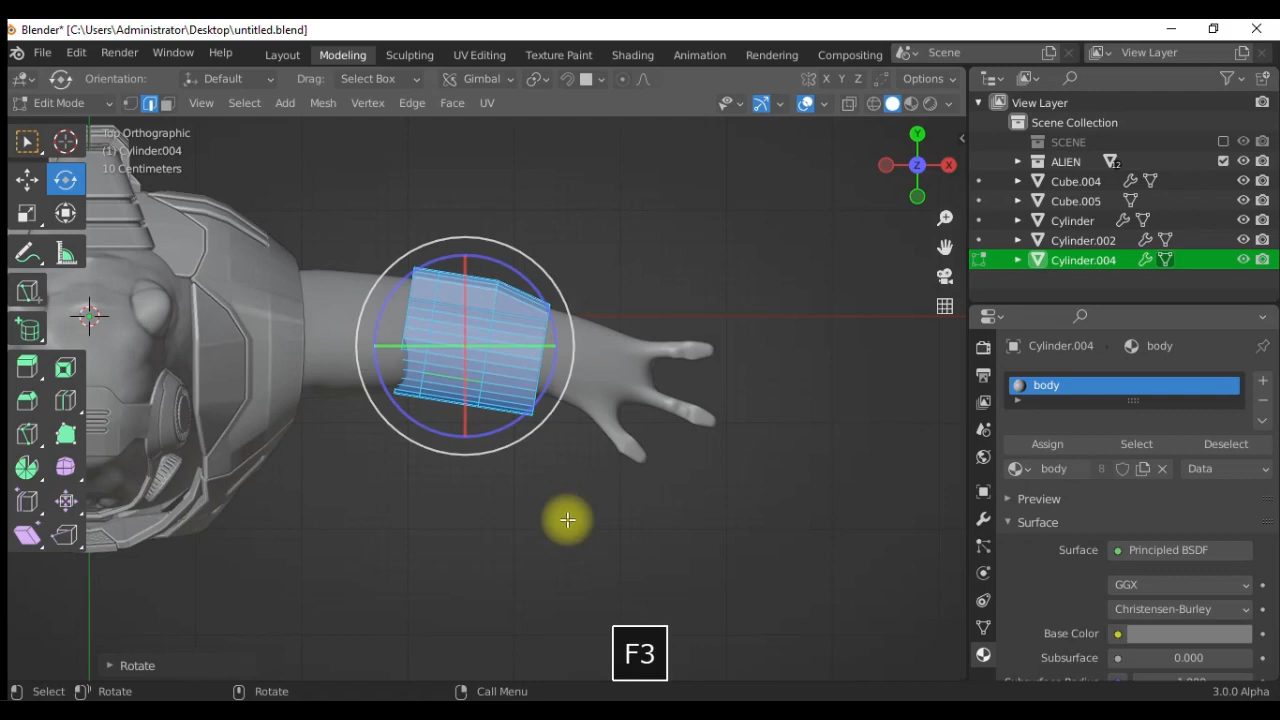 Blender* [C:\Users\Administrator\Desktop\untitled.blend]
File Edit Render Window Help Layout Modeling Sculpting UV Editing Texture Paint Shading Animation Rendering Compositing Scene View Layer
Orientation: Default Drag: Select Box Gimbal X Y Z Options
Edit Mode View Select Add Mesh Vertex Edge Face UV
Top Orthographic
(1) Cylinder.004
10 Centimeters
Y
X
Z
Rotate
F3
View Layer
Scene Collection
SCENE
ALIEN 12
Cube.004
Cube.005
Cylinder
Cylinder.002
Cylinder.004
Cylinder.004 body
body
Assign Select Deselect
body 8 Data
Preview
Surface
Surface Principled BSDF
GGX
Christensen-Burley
Base Color
Subsurface 0.000
Select Rotate Rotate Call Menu 3.0.0 Alpha